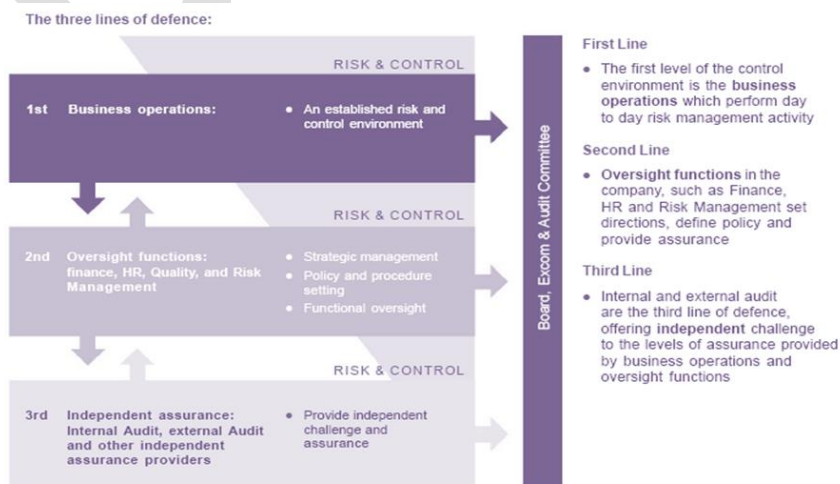 The three lines of defence:
RISK & CONTROL
1st Business operations:
• An established risk and
control environment
RISK & CONTROL
2nd Oversight functions:
finance, HR, Quality, and Risk
Management
• Strategic management
• Policy and procedure
setting
• Functional oversight
RISK & CONTROL
3rd Independent assurance:
Internal Audit, external Audit
and other independent
assurance providers
• Provide independent
challenge and
assurance
Board, Excom & Audit Committee
First Line
• The first level of the control
environment is the business
operations which perform day
to day risk management activity
Second Line
• Oversight functions in the
company, such as Finance,
HR and Risk Management set
directions, define policy and
provide assurance
Third Line
• Internal and external audit
are the third line of defence,
offering independent challenge
to the levels of assurance provided
by business operations and
oversight functions